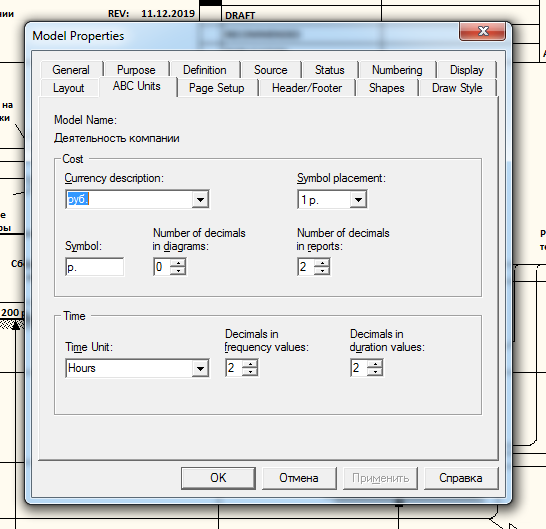 нии
REV: 11.12.2019
DRAFT
Model Properties
General Purpose Definition Source Status Numbering Display
Layout ABC Units Page Setup Header/Footer Shapes Draw Style
на
ки
Model Name:
Деятельность компании
Cost
Currency description:
Symbol placement:
руб.
1 р.
Symbol:
Number of decimals
in diagrams:
Number of decimals
in reports:
р.
0
2
е
ры
Сб
200 р
Р
т
Time
Time Unit:
Decimals in
frequency values:
Decimals in
duration values:
Hours
2
2
OK Отмена Применить Справка